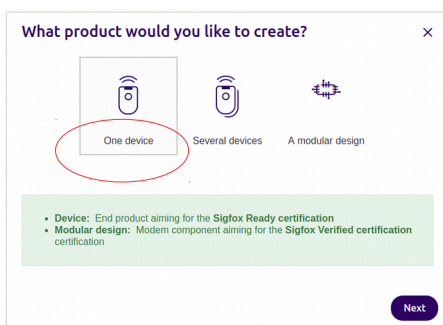 What product would you like to create?
One device Several devices A modular design
Device: End product aiming for the Sigfox Ready certification
Modular design: Modem component aiming for the Sigfox Verified certification
certification
Next